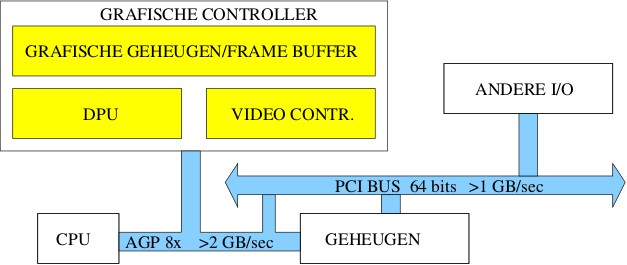 GRAFISCHE CONTROLLER
GRAFISCHE GEHEUGEN/FRAME BUFFER
DPU
VIDEO CONTR.
ANDERE I/O
PCI BUS 64 bits >1 GB/sec
CPU
AGP 8x >2 GB/sec
GEHEUGEN